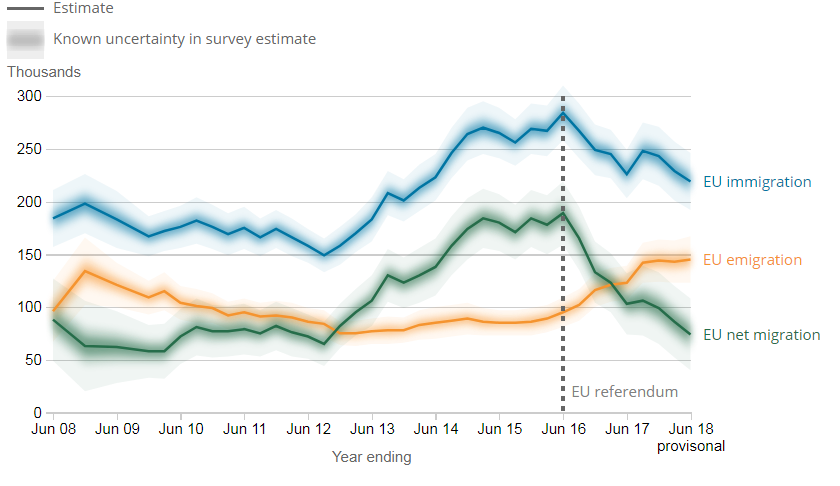 Estimate
Known uncertainty in survey estimate
Thousands
300
250
200
150
100
50
0
EU immigration
EU emigration
EU net migration
EU referendum
Jun 08 Jun 09 Jun 10 Jun 11 Jun 12 Jun 13 Jun 14 Jun 15 Jun 16 Jun 17 Jun 18
provisonal
Year ending